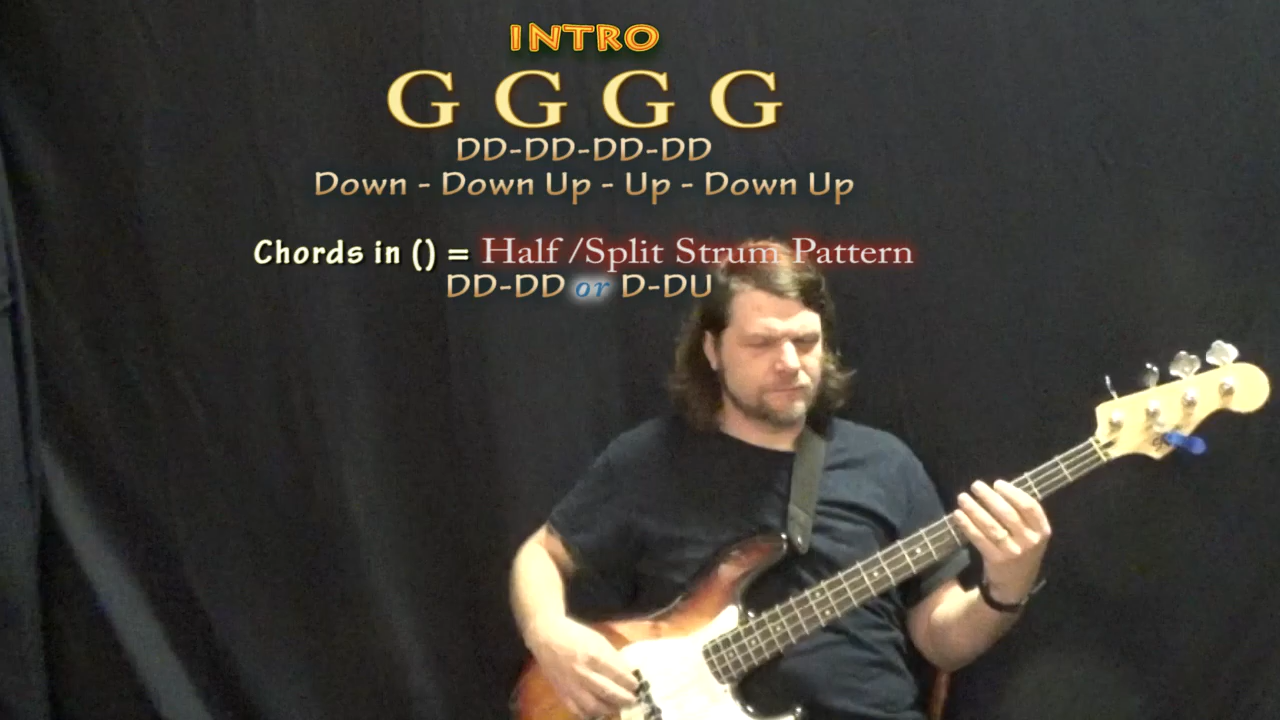 INTRO
G G G G
DD-DD-DD-DD
Down - Down Up - Up - Down Up
Chords in () = Half /Split Strum Pattern
DD-DD or D-DU